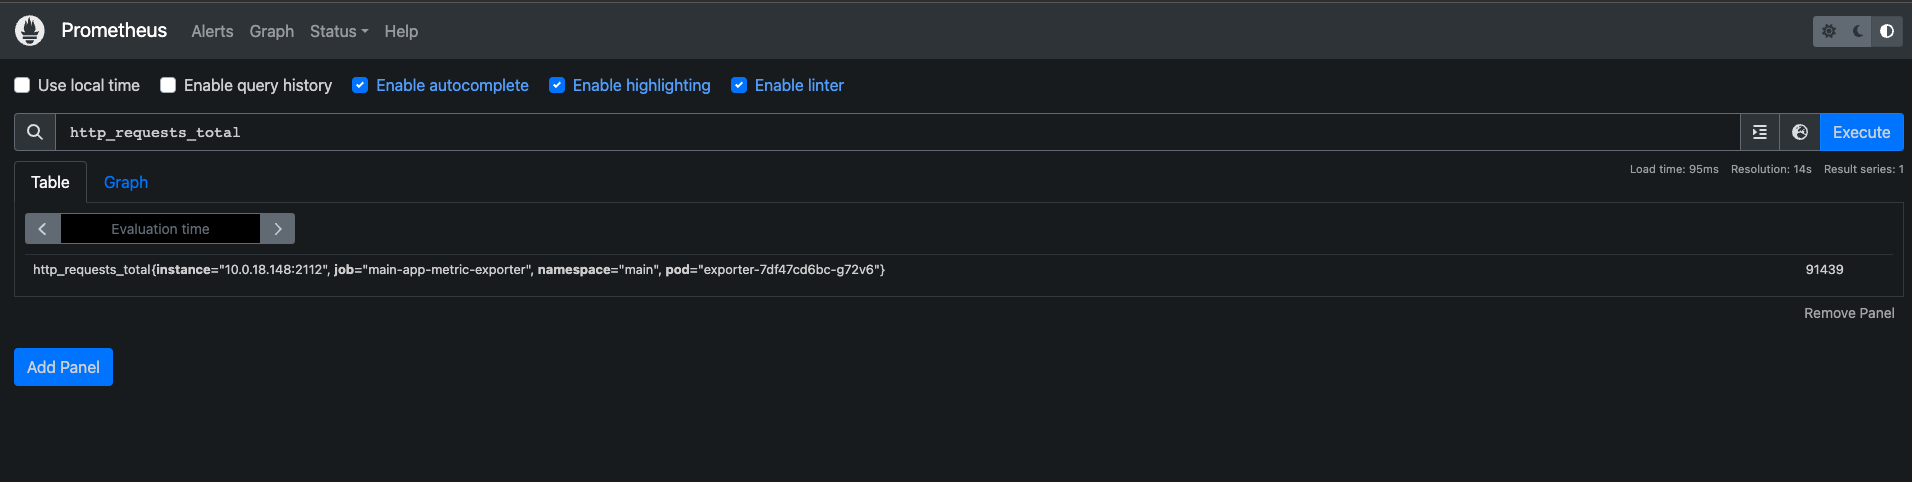 Prometheus Alerts Graph Status Help
Use local time Enable query history Enable autocomplete Enable highlighting Enable linter
http_requests_total Execute
Table Graph Load time: 95ms Resolution: 14s Result series: 1
Evaluation time
http_requests_total{instance="10.0.18.148:2112", job="main-app-metric-exporter", namespace="main", pod="exporter-7df47cd6bc-g72v6"} 91439
Remove Panel
Add Panel